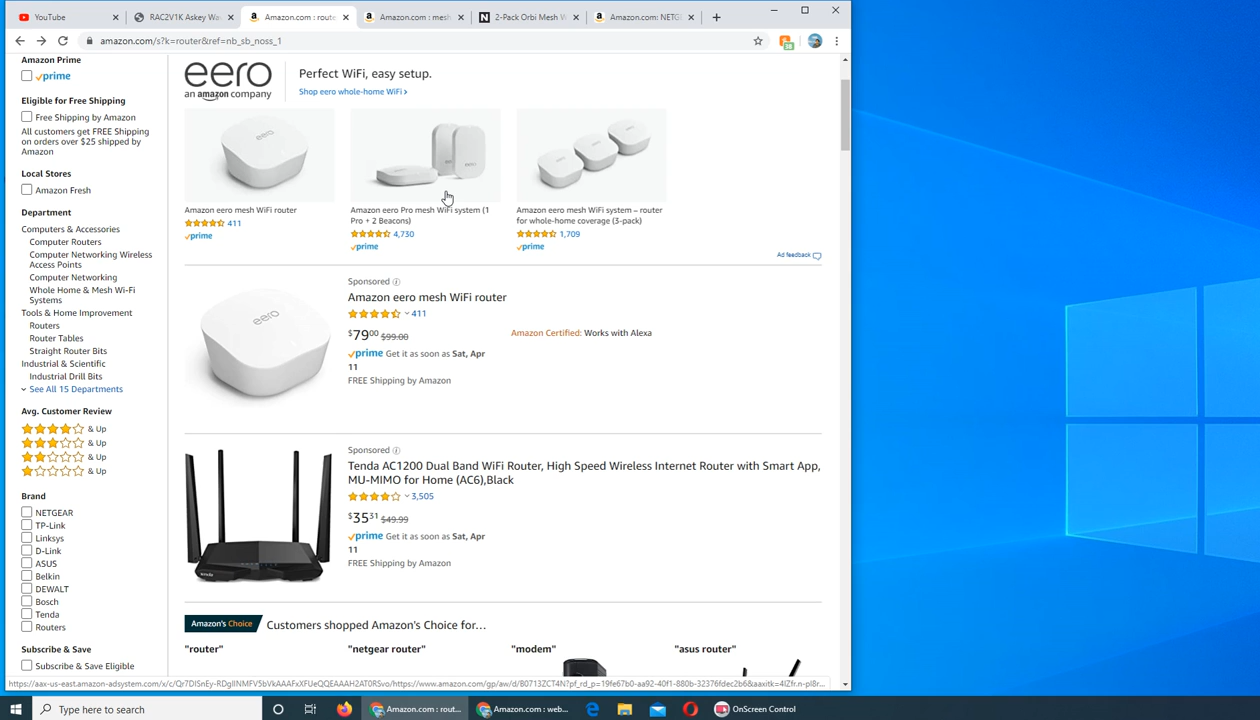 YouTube
RAC2V1K Askey Wa
Amazon.com : route
Amazon.com : mesh
2-Pack Orbi Mesh W
Amazon.com: NETG
amazon.com/s?k=router&ref=nb_sb_noss_1
38
Amazon Prime
prime
Eligible for Free Shipping
Free Shipping by Amazon
All customers get FREE Shipping
on orders over $25 shipped by
Amazon
Local Stores
Amazon Fresh
Department
Computers & Accessories
Computer Routers
Computer Networking Wireless
Access Points
Computer Networking
Whole Home & Mesh Wi-Fi
Systems
Tools & Home Improvement
Routers
Router Tables
Straight Router Bits
Industrial & Scientific
Industrial Drill Bits
See All 15 Departments
Avg. Customer Review
& Up
& Up
& Up
& Up
Brand
NETGEAR
TP-Link
Linksys
D-Link
ASUS
Belkin
DEWALT
Bosch
Tenda
Routers
Subscribe & Save
Subscribe & Save Eligible
eero
an amazon company
Perfect WiFi, easy setup.
Shop eero whole-home WiFi ›
Amazon eero mesh WiFi router
411
prime
Amazon eero Pro mesh WiFi system (1
Pro + 2 Beacons)
4,730
prime
Amazon eero mesh WiFi system – router
for whole-home coverage (3-pack)
1,709
prime
Ad feedback
Sponsored
Amazon eero mesh WiFi router
411
$79.00 $99.00
Amazon Certified: Works with Alexa
prime Get it as soon as Sat, Apr
11
FREE Shipping by Amazon
Sponsored
Tenda AC1200 Dual Band WiFi Router, High Speed Wireless Internet Router with Smart App,
MU-MIMO for Home (AC6),Black
3,505
$35.31 $49.99
prime Get it as soon as Sat, Apr
11
FREE Shipping by Amazon
Amazon's Choice
Customers shopped Amazon's Choice for…
"router"
"netgear router"
"modem"
"asus router"
Type here to search
Amazon.com : rout...
Amazon.com : web...
OnScreen Control